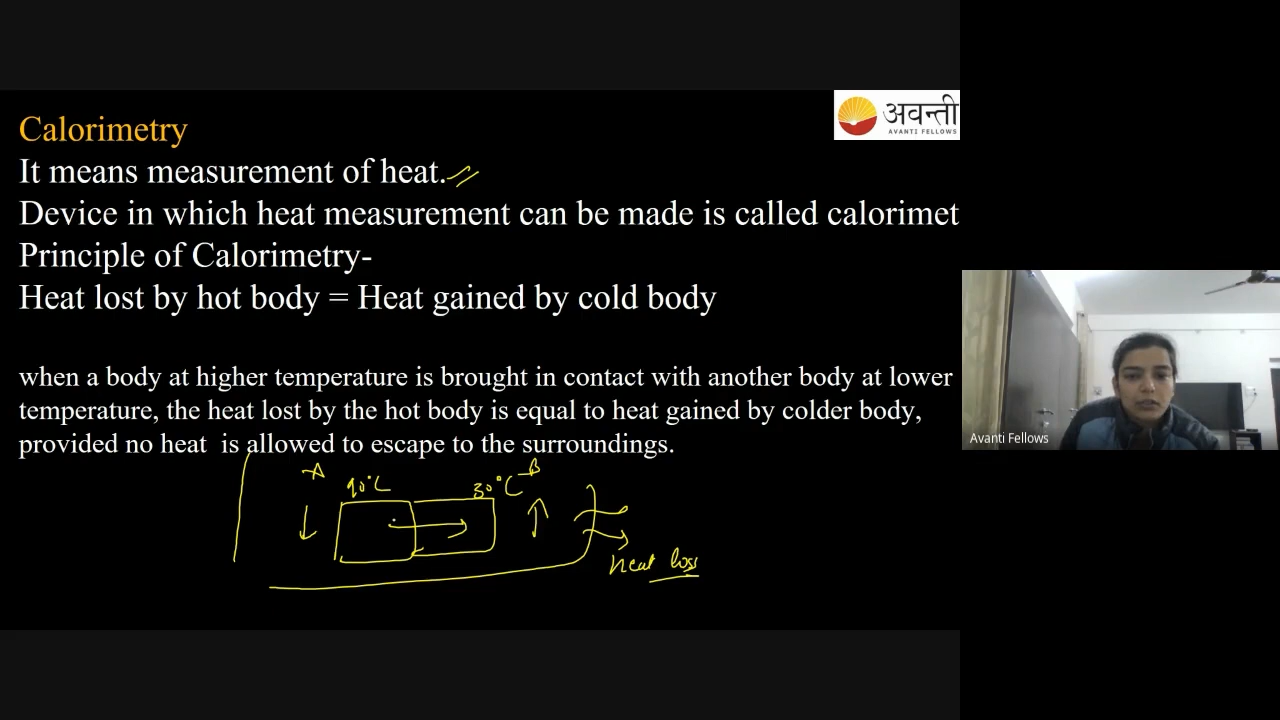 अवन्ती
AVANTI FELLOWS
Calorimetry
It means measurement of heat.
Device in which heat measurement can be made is called calorimet
Principle of Calorimetry-
Heat lost by hot body = Heat gained by cold body
when a body at higher temperature is brought in contact with another body at lower
temperature, the heat lost by the hot body is equal to heat gained by colder body,
provided no heat is allowed to escape to the surroundings.
A
B
90°C
30°C
heat loss
Avanti Fellows